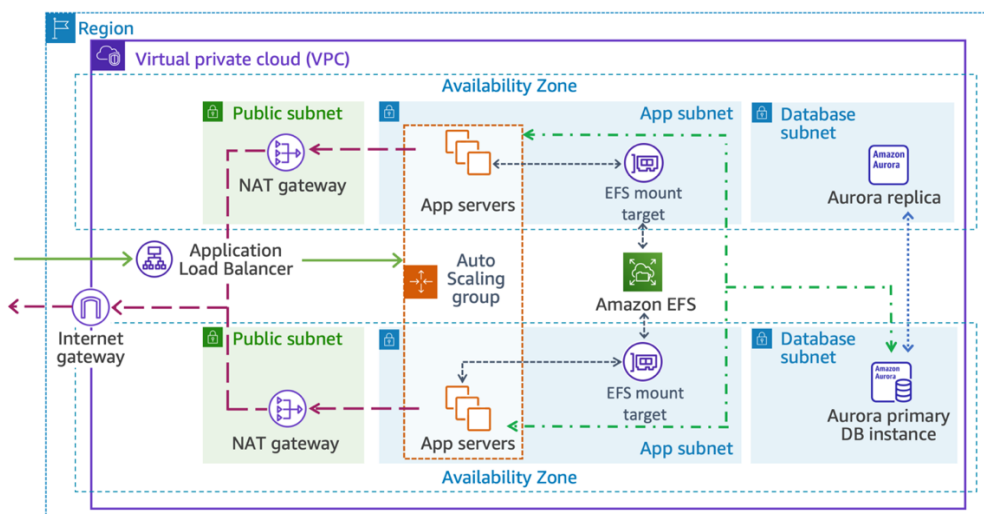 Region
Virtual private cloud (VPC)
Availability Zone
Public subnet
NAT gateway
App subnet
App servers
EFS mount
target
Database
subnet
Amazon
Aurora
Aurora replica
Application
Load Balancer
Auto
Scaling
group
Amazon EFS
Internet
gateway
Public subnet
NAT gateway
App servers
EFS mount
target
App subnet
Database
subnet
Amazon
Aurora
Aurora primary
DB instance
Availability Zone